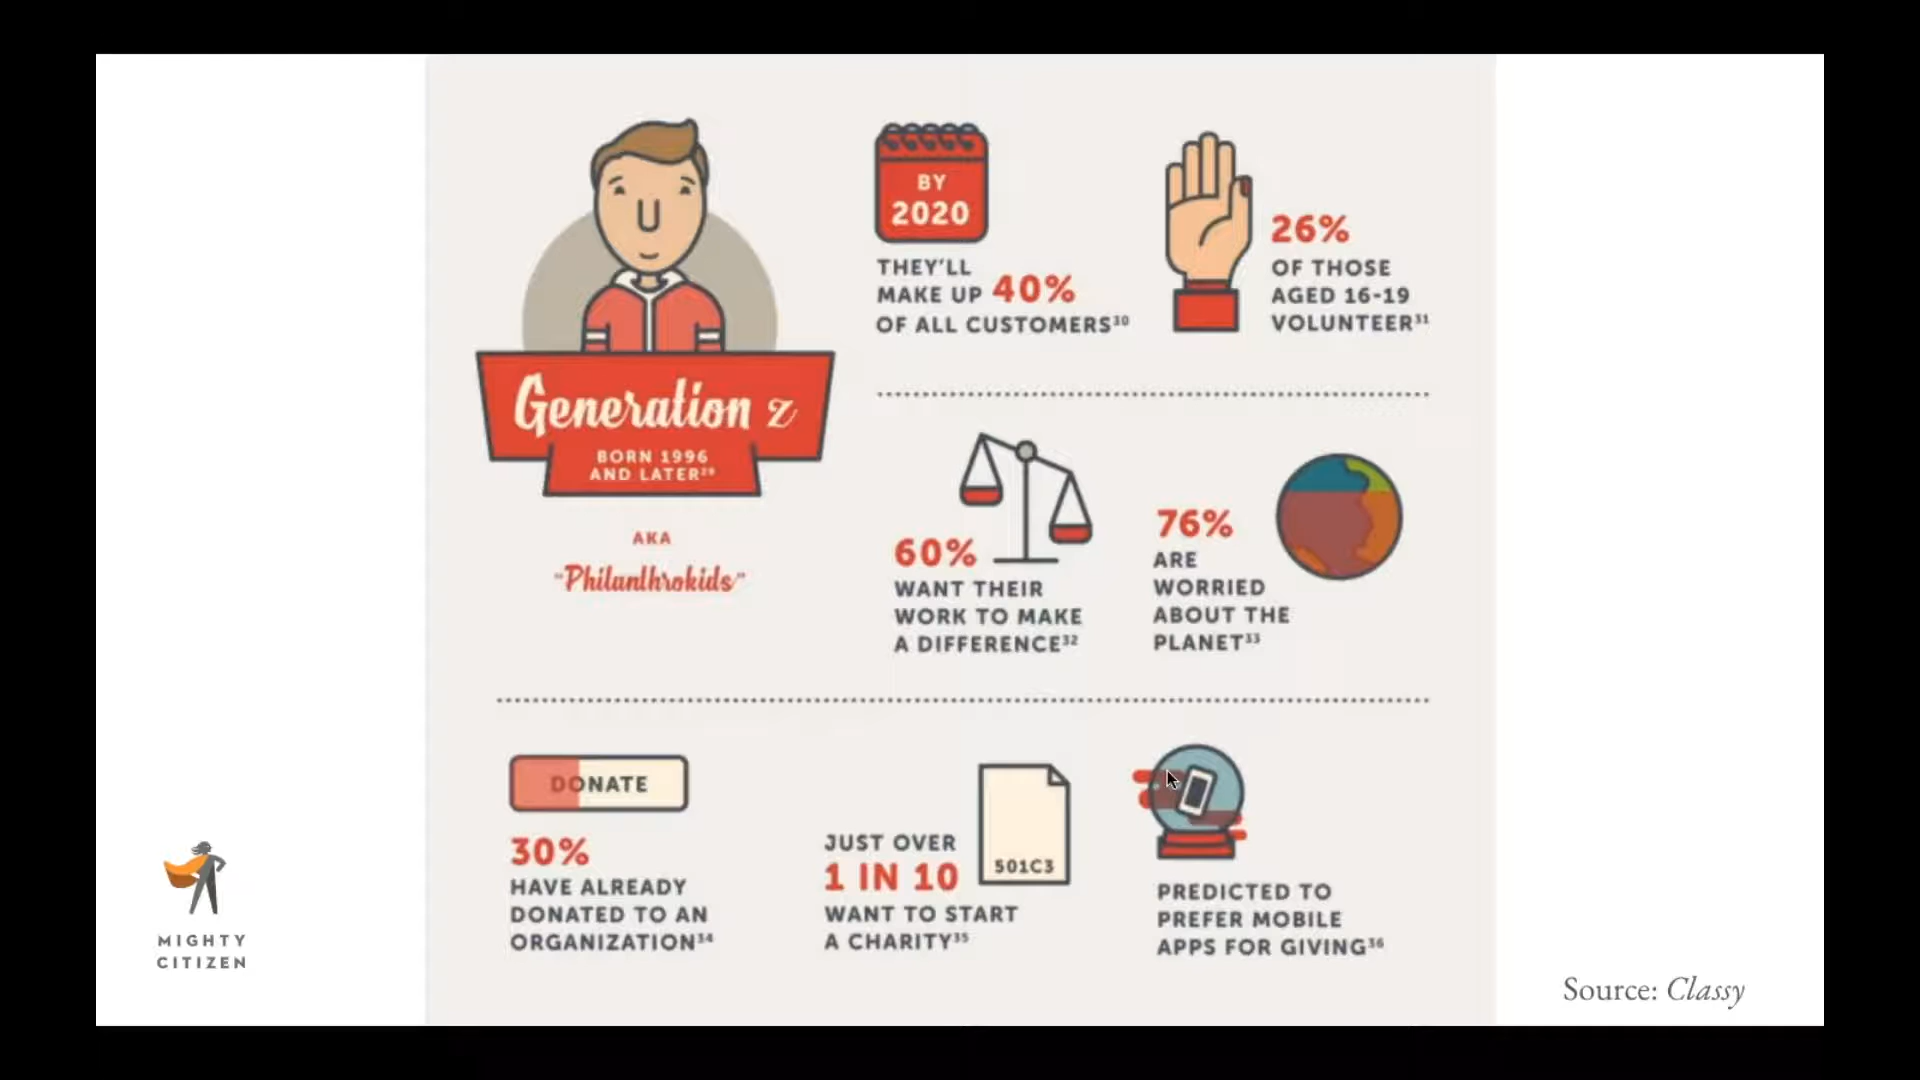 Generation z
BORN 1996
AND LATER²⁹
AKA
"Philanthrokids"
BY
2020
THEY'LL
MAKE UP 40%
OF ALL CUSTOMERS³⁰
26%
OF THOSE
AGED 16-19
VOLUNTEER³¹
60%
WANT THEIR
WORK TO MAKE
A DIFFERENCE³²
76%
ARE
WORRIED
ABOUT THE
PLANET³³
DONATE
30%
HAVE ALREADY
DONATED TO AN
ORGANIZATION³⁴
JUST OVER
1 IN 10
WANT TO START
A CHARITY³⁵
501C3
PREDICTED TO
PREFER MOBILE
APPS FOR GIVING³⁶
MIGHTY
CITIZEN
Source: Classy